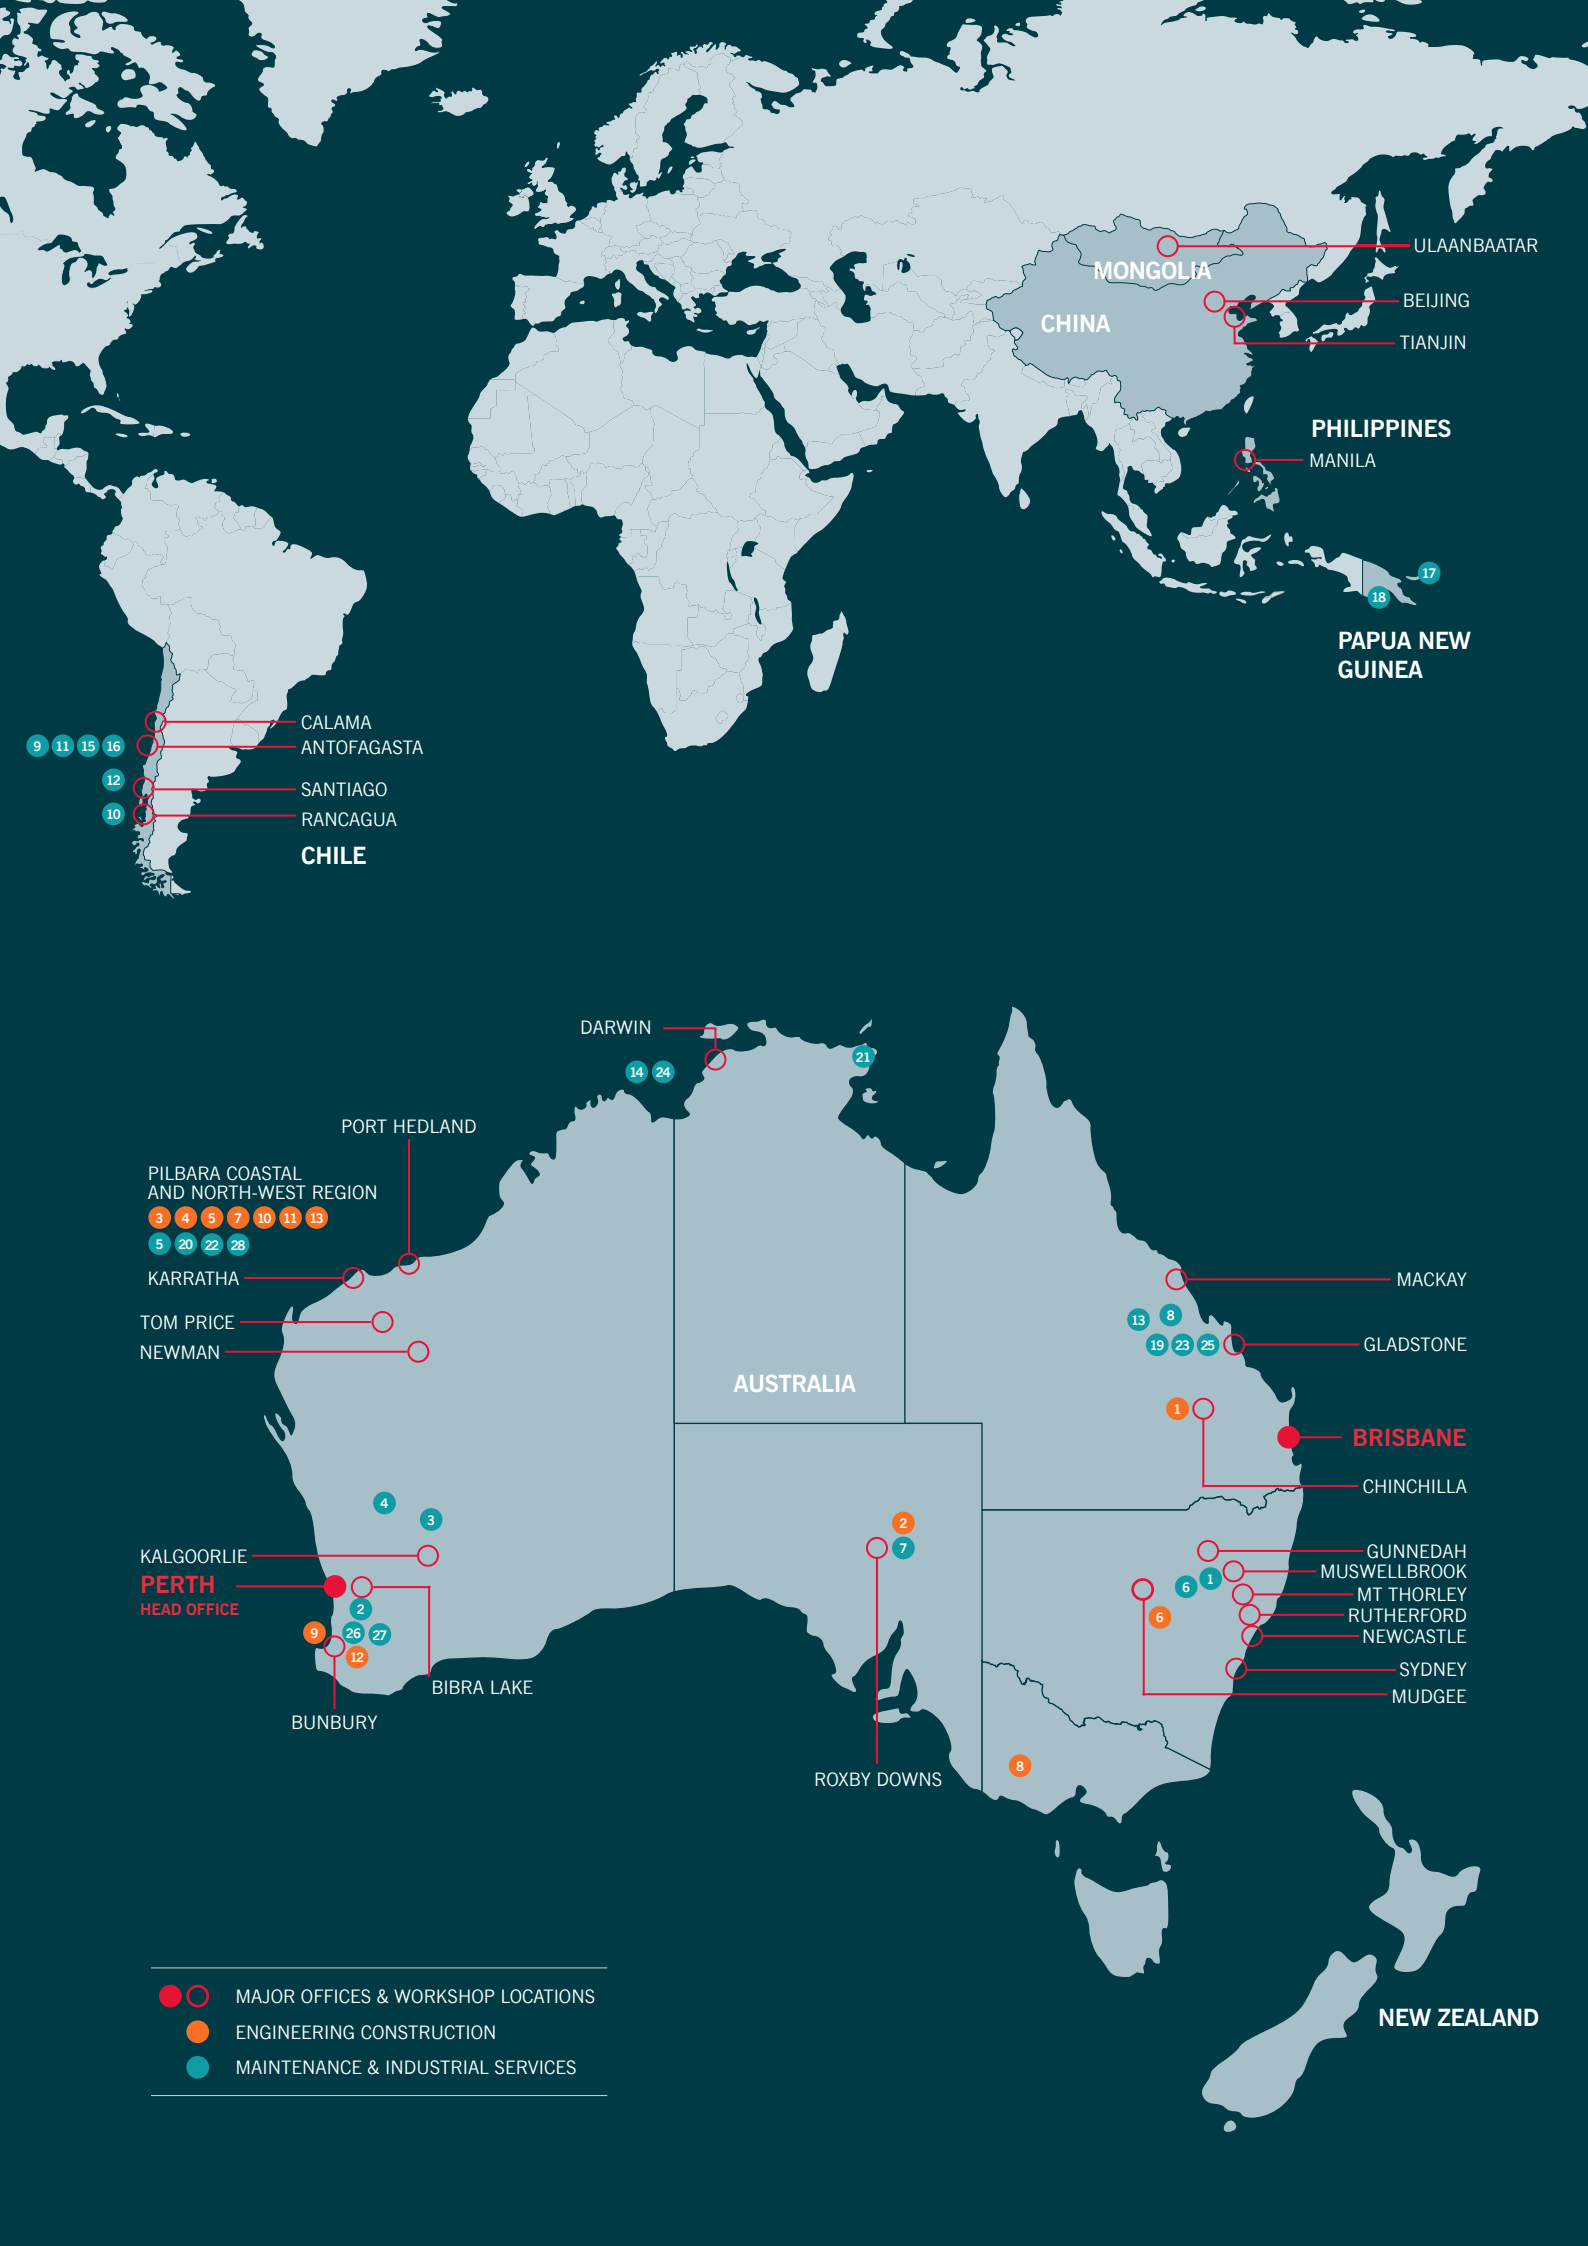 ULAANBAATAR
MONGOLIA
BEIJING
CHINA
TIANJIN
PHILIPPINES
MANILA
17
18
PAPUA NEW
GUINEA
CALAMA
9 11 15 16
ANTOFAGASTA
12
SANTIAGO
10
RANCAGUA
CHILE
DARWIN
14 24
21
PORT HEDLAND
PILBARA COASTAL
AND NORTH-WEST REGION
3 4 5 7 10 11 13
5 20 22 28
KARRATHA
TOM PRICE
NEWMAN
MACKAY
13 8
19 23 25
GLADSTONE
AUSTRALIA
1
BRISBANE
CHINCHILLA
4
3
2
7
KALGOORLIE
PERTH
HEAD OFFICE
2
9 26 27
12
BIBRA LAKE
BUNBURY
GUNNEDAH
MUSWELLBROOK
6 1
MT THORLEY
6
RUTHERFORD
NEWCASTLE
SYDNEY
MUDGEE
ROXBY DOWNS
8
MAJOR OFFICES & WORKSHOP LOCATIONS
ENGINEERING CONSTRUCTION
MAINTENANCE & INDUSTRIAL SERVICES
NEW ZEALAND